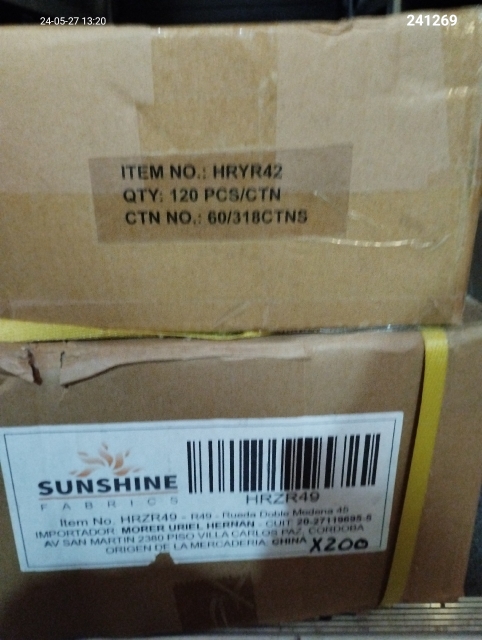 24-05-27 13:20
241269
ITEM NO.: HRYR42
QTY: 120 PCS/CTN
CTN NO.: 60/318CTNS
SUNSHINE
FABRICS
HRZR49
Item No. HRZR49 - R49 - Rueda Doble Medena 48
IMPORTADOR MORER URIEL HERNAN - CUIT: 20-27119695-5
AV SAN MARTIN 2380 PISO VILLA CARLOS PAZ, CORDOBA
ORIGEN DE LA MERCADERIA: CHINA X200